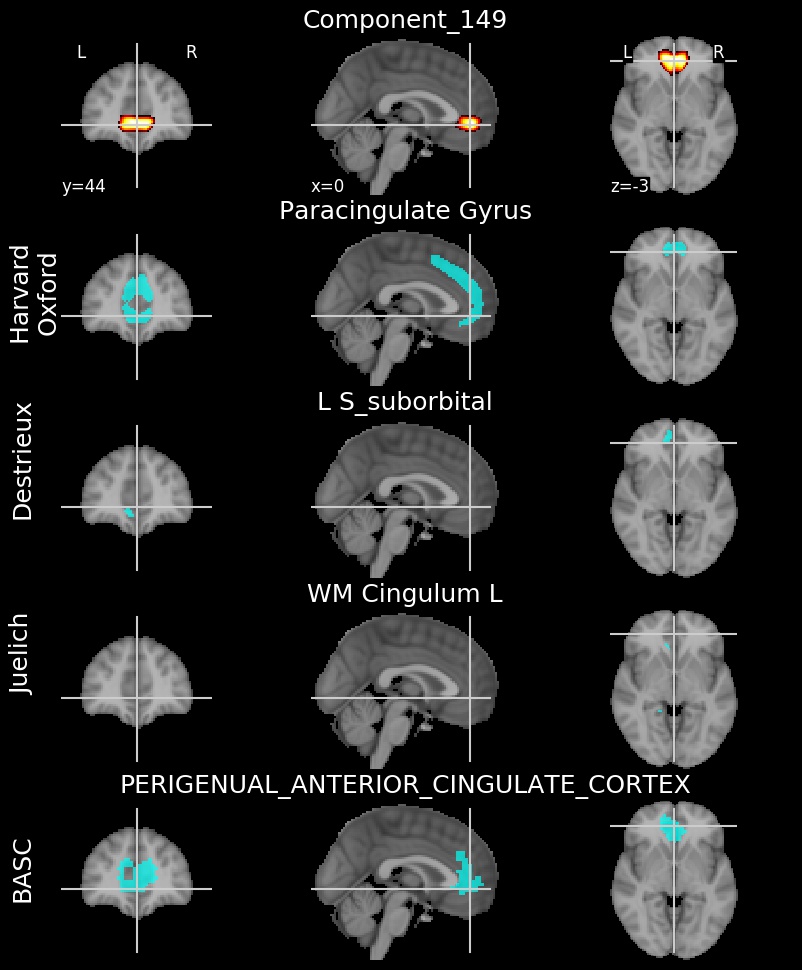 Component_149
L R
L R
y=44
x=0
z=-3
Paracingulate Gyrus
Harvard
Oxford
L S_suborbital
Destrieux
WM Cingulum L
Juelich
PERIGENUAL_ANTERIOR_CINGULATE_CORTEX
BASC